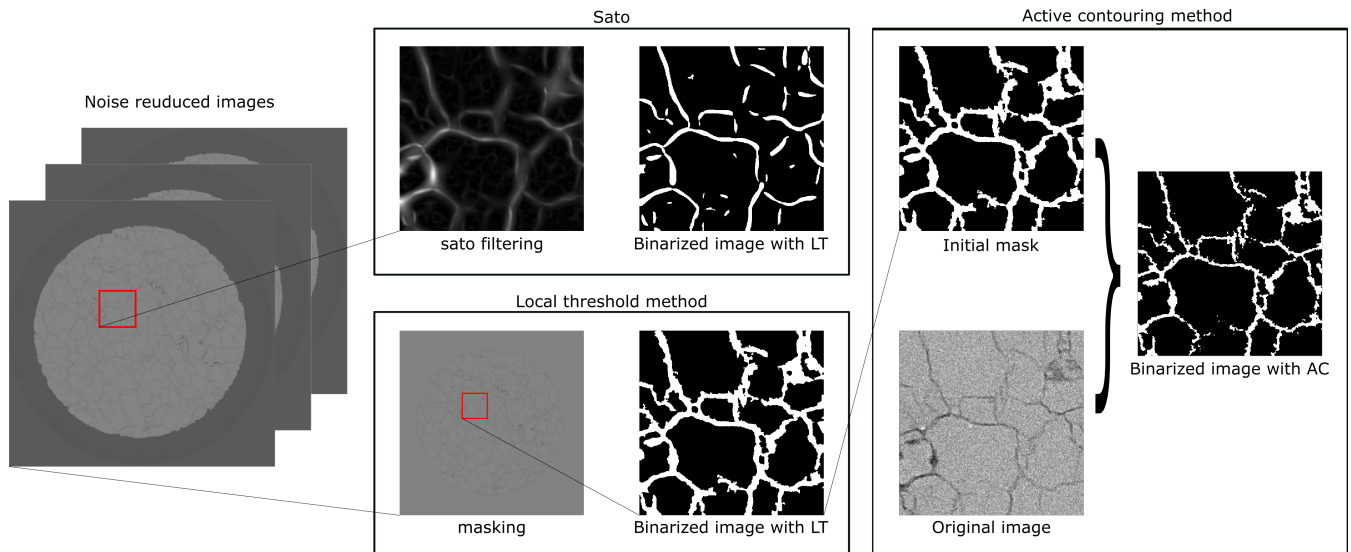 Noise reuduced images
Sato
sato filtering
Binarized image with LT
Local threshold method
masking
Binarized image with LT
Active contouring method
Initial mask
Original image
Binarized image with AC